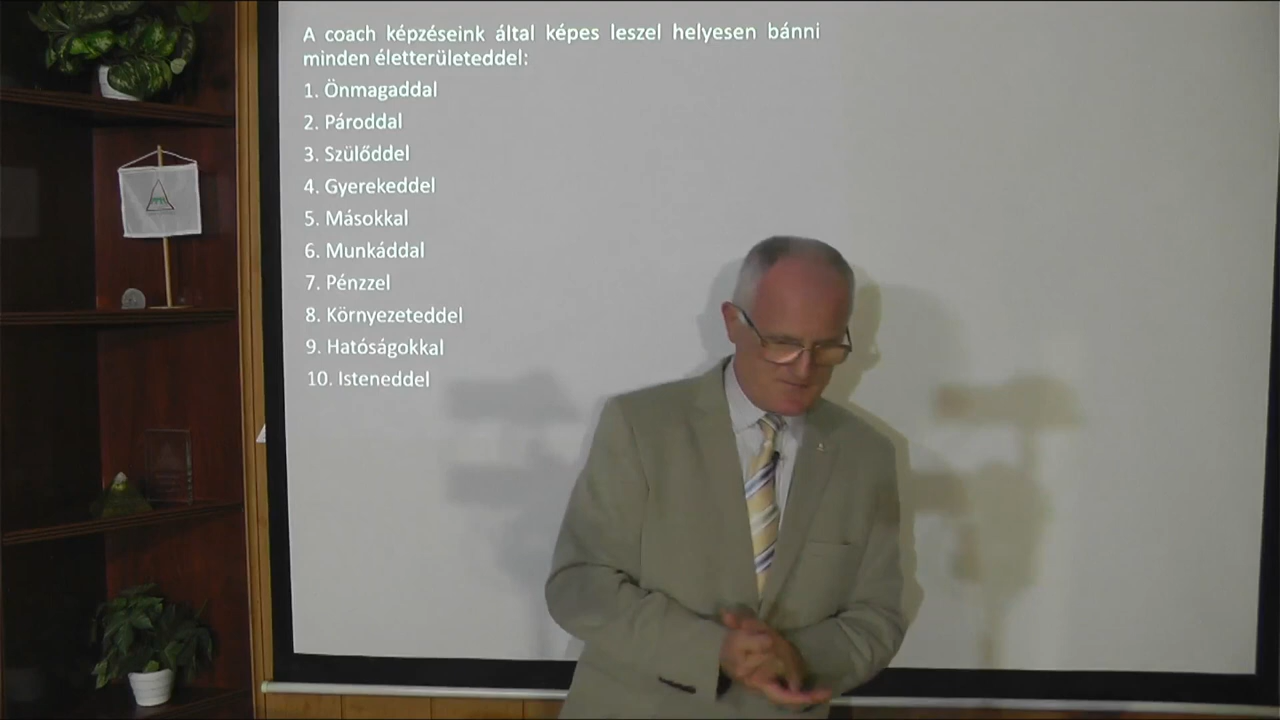 A coach képzéseink által képes leszel helyesen bánni
minden életterületeddel:
1. Önmagaddal
2. Pároddal
3. Szülőddel
4. Gyerekeddel
5. Másokkal
6. Munkáddal
7. Pénzzel
8. Környezeteddel
9. Hatóságokkal
10. Isteneddel